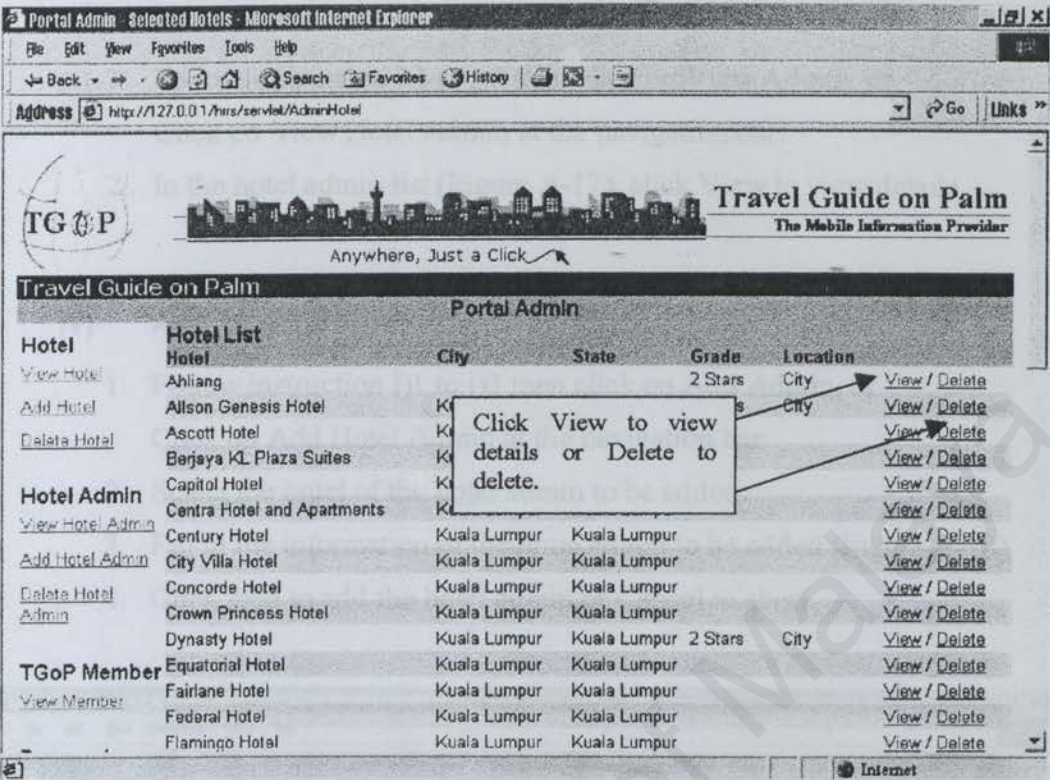 Portal Admin - Selected Hotels - Microsoft Internet Explorer
File Edit View Favorites Tools Help
Back Search Favorites History
Address http://127.0.0.1/hirs/servlet/AdminHotel Go Links »
TGoP
Travel Guide on Palm
The Mobile Information Provider
Anywhere, Just a Click
Travel Guide on Palm
Portal Admin
Hotel
View Hotel
Add Hotel
Delete Hotel
Hotel Admin
View Hotel Admin
Add Hotel Admin
Delete Hotel
Admin
TGoP Member
View Member
Hotel List
Hotel City State Grade Location
Ahliang 2 Stars City View / Delete
Allson Genesis Hotel Ku s City View / Delete
Ascott Hotel Ku View / Delete
Berjaya KL Plaza Suites Ku View / Delete
Capitol Hotel Ku View / Delete
Centra Hotel and Apartments Ku View / Delete
Century Hotel Kuala Lumpur Kuala Lumpur View / Delete
City Villa Hotel Kuala Lumpur Kuala Lumpur View / Delete
Concorde Hotel Kuala Lumpur Kuala Lumpur View / Delete
Crown Princess Hotel Kuala Lumpur Kuala Lumpur View / Delete
Dynasty Hotel Kuala Lumpur Kuala Lumpur 2 Stars City View / Delete
Equatorial Hotel Kuala Lumpur Kuala Lumpur View / Delete
Fairlane Hotel Kuala Lumpur Kuala Lumpur View / Delete
Federal Hotel Kuala Lumpur Kuala Lumpur View / Delete
Flamingo Hotel Kuala Lumpur Kuala Lumpur View / Delete
Click View to view
details or Delete to
delete.
Internet